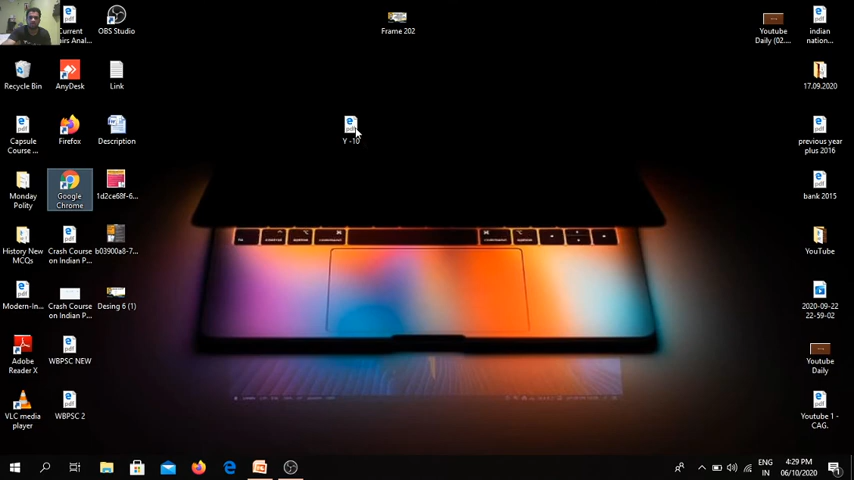 Current
Affairs Anal...
OBS Studio
Frame 202
Youtube
Daily (02....
indian
nation...
Recycle Bin
AnyDesk
Link
17.09.2020
Capsule
Course ...
Firefox
Description
Y -10
previous year
plus 2016
Monday
Polity
Google
Chrome
1d2ce68f-6...
bank 2015
History New
MCQs
Crash Course
on Indian P...
b03900a8-7...
YouTube
Modern-In...
Crash Course
on Indian P...
Desing 6 (1)
2020-09-22
22-59-02
Adobe
Reader X
WBPSC NEW
Youtube
Daily
VLC media
player
WBPSC 2
Youtube 1 -
CAG.
ENG
IN
4:29 PM
06/10/2020